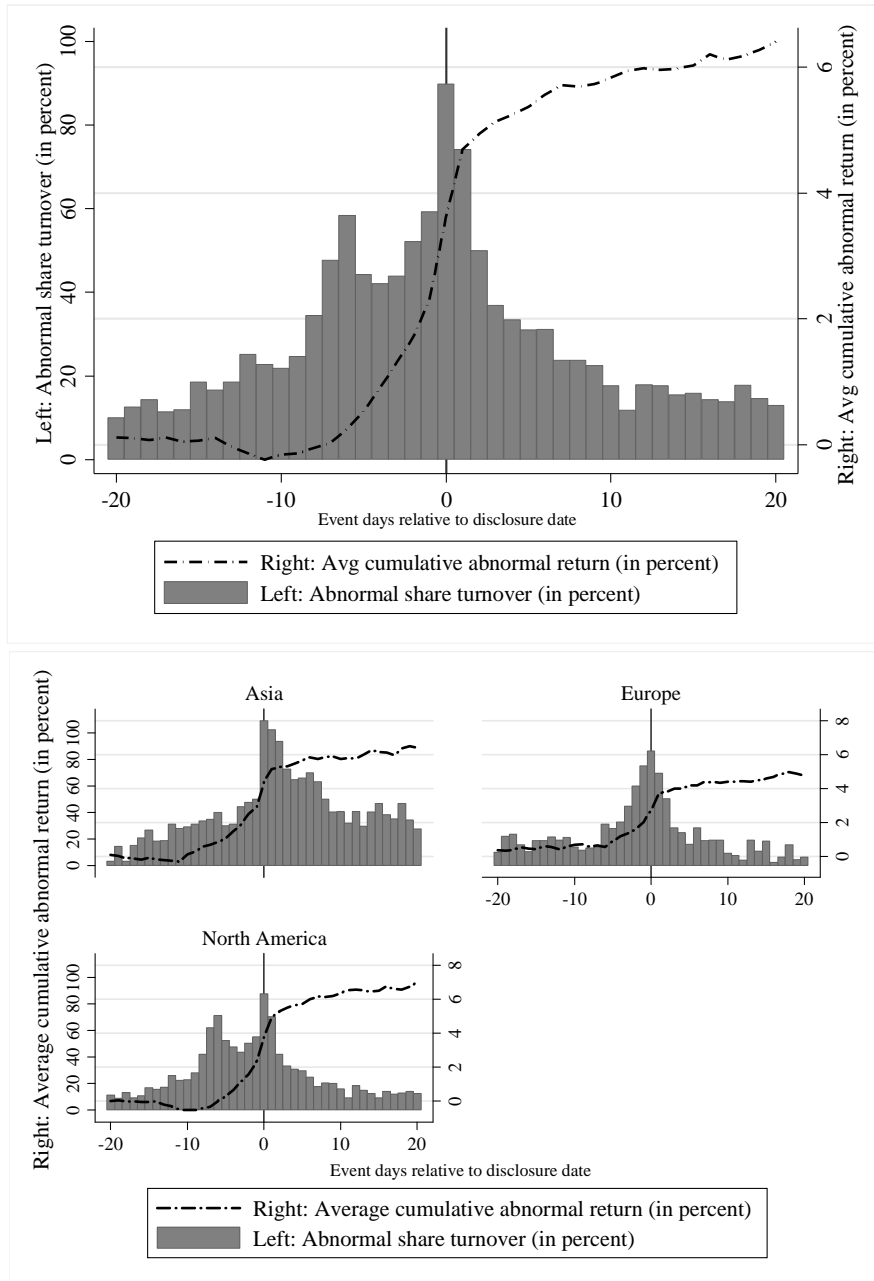 Left: Abnormal share turnover (in percent)
0 20 40 60 80 100
Right: Avg cumulative abnormal return (in percent)
0 2 4 6
-20 -10 0 10 20
Event days relative to disclosure date
Right: Avg cumulative abnormal return (in percent)
Left: Abnormal share turnover (in percent)
Right: Average cumulative abnormal return (in percent)
Asia
0 20 40 60 80 100
Europe
0 2 4 6 8
-20 -10 0 10 20
North America
0 20 40 60 80 100
0 2 4 6 8
-20 -10 0 10 20
Event days relative to disclosure date
Right: Average cumulative abnormal return (in percent)
Left: Abnormal share turnover (in percent)